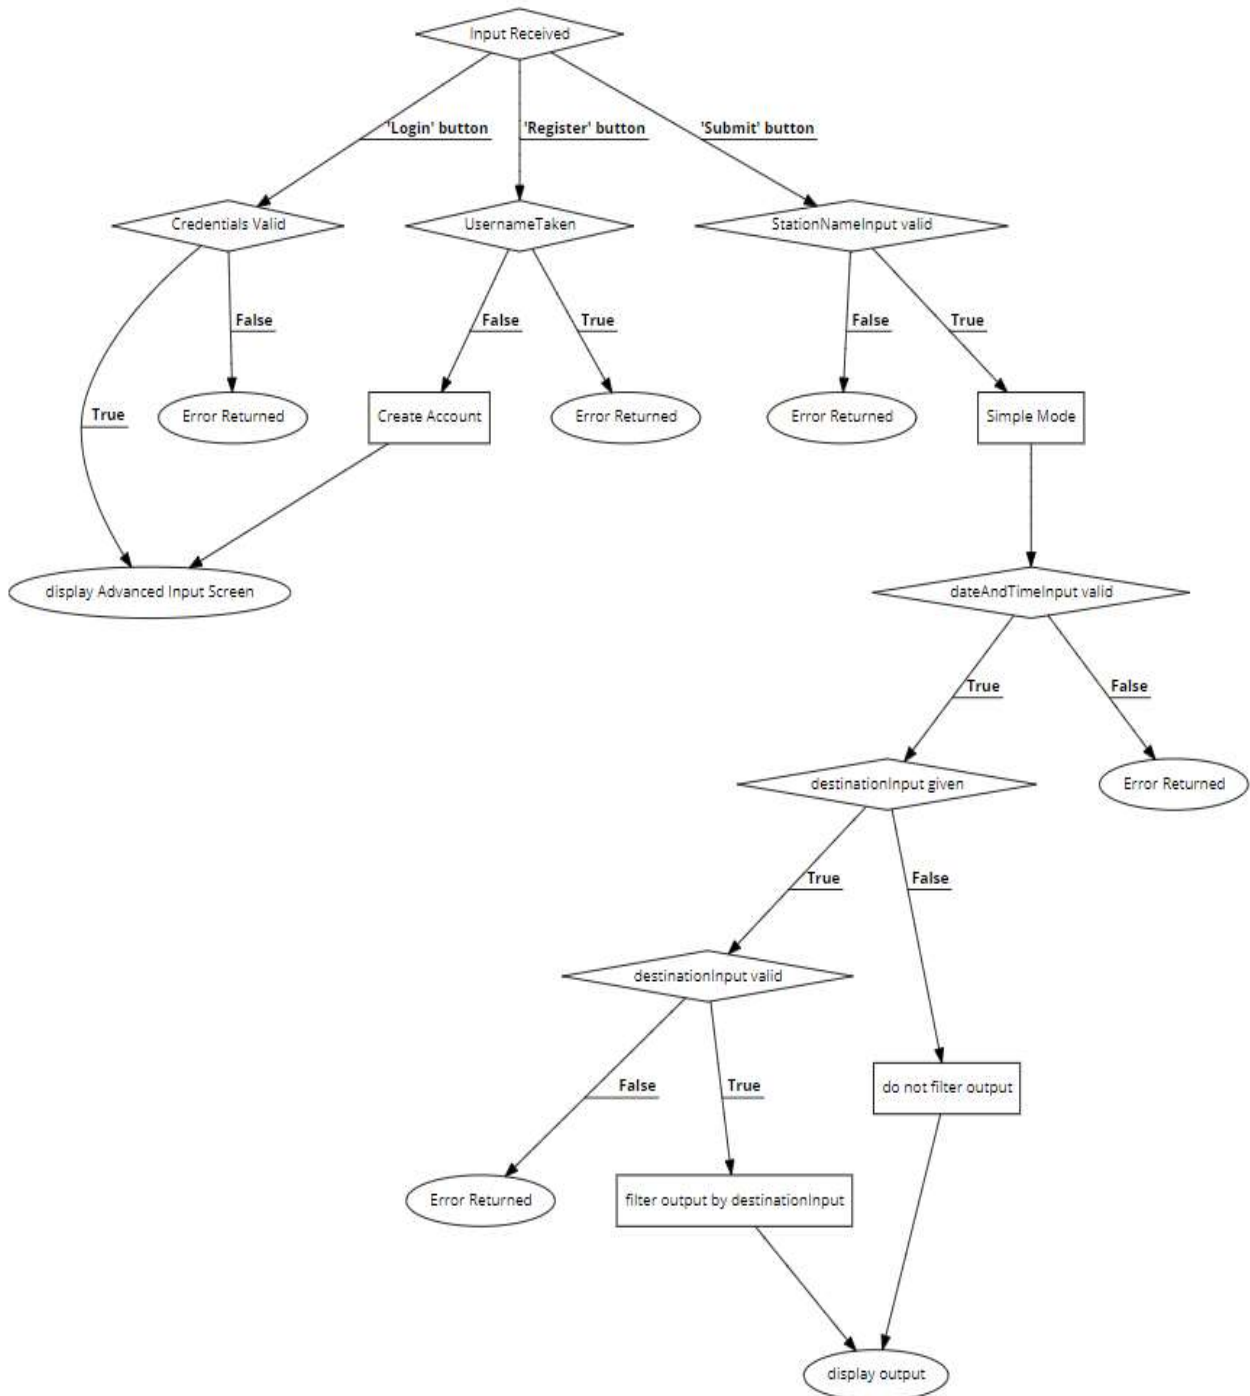 Input Received
'Login' button
'Register' button
'Submit' button
Credentials Valid
UsernameTaken
StationNameInput valid
False
False
True
False
True
True
Error Returned
Create Account
Error Returned
Error Returned
Simple Mode
display Advanced Input Screen
dateAndTimeInput valid
True
False
destinationInput given
Error Returned
True
False
destinationInput valid
False
True
do not filter output
Error Returned
filter output by destinationInput
display output